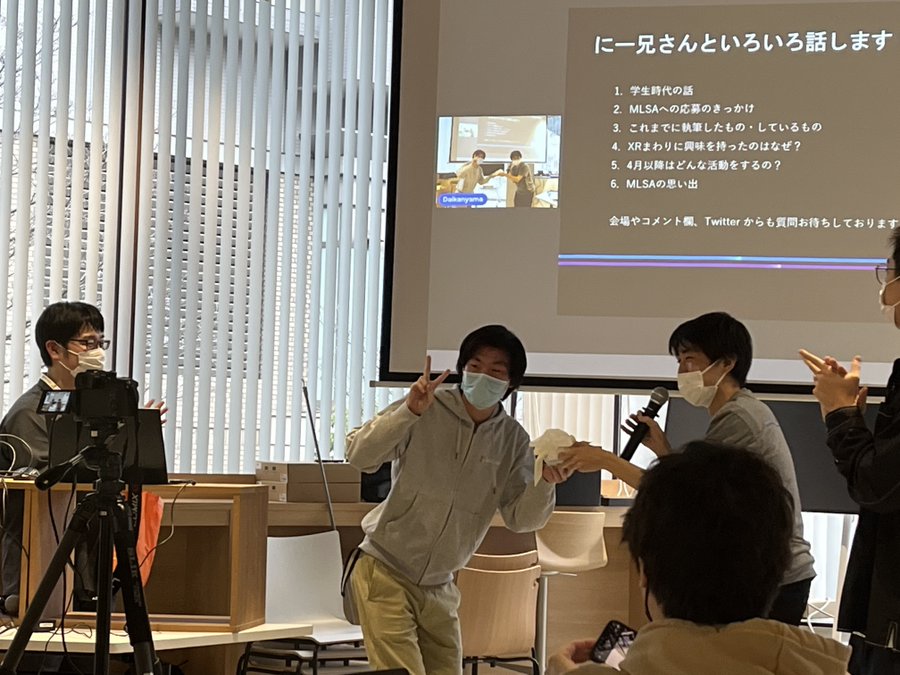 に一兄さんといろいろ話します
1. 学生時代の話
2. MLSAへの応募のきっかけ
3. これまでに執筆したもの・しているもの
4. XRまわりに興味を持ったのはなぜ？
5. 4月以降はどんな活動をするの？
6. MLSAの思い出
会場やコメント欄、Twitter からも質問お待ちしております
Daikanyama
LUMIX